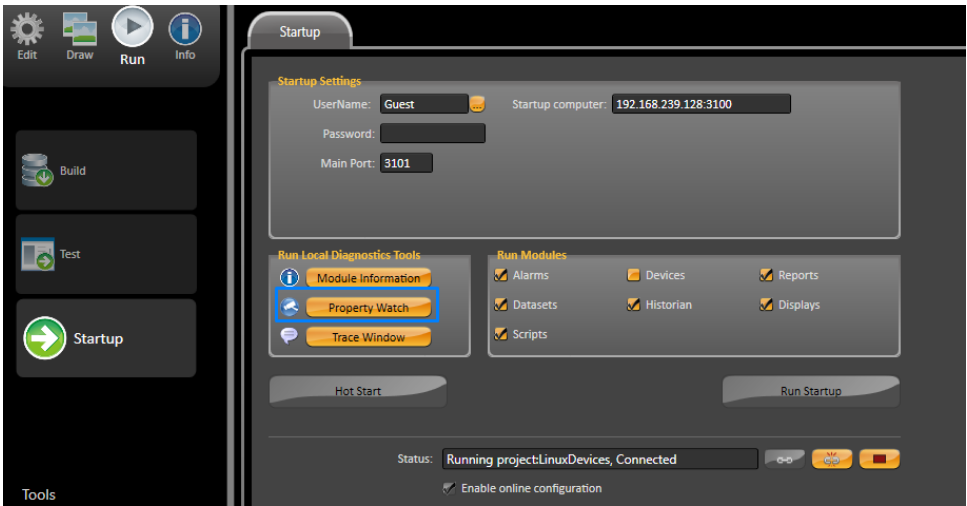 Edit Draw Run Info
Startup
Startup Settings
UserName: Guest ... Startup computer: 192.168.239.128:3100
Password:
Main Port: 3101
Build
Test
Startup
Run Local Diagnostics Tools
Module Information
Property Watch
Trace Window
Run Modules
Alarms Devices Reports
Datasets Historian Displays
Scripts
Hot Start Run Startup
Status: Running project:LinuxDevices, Connected
Enable online configuration
Tools